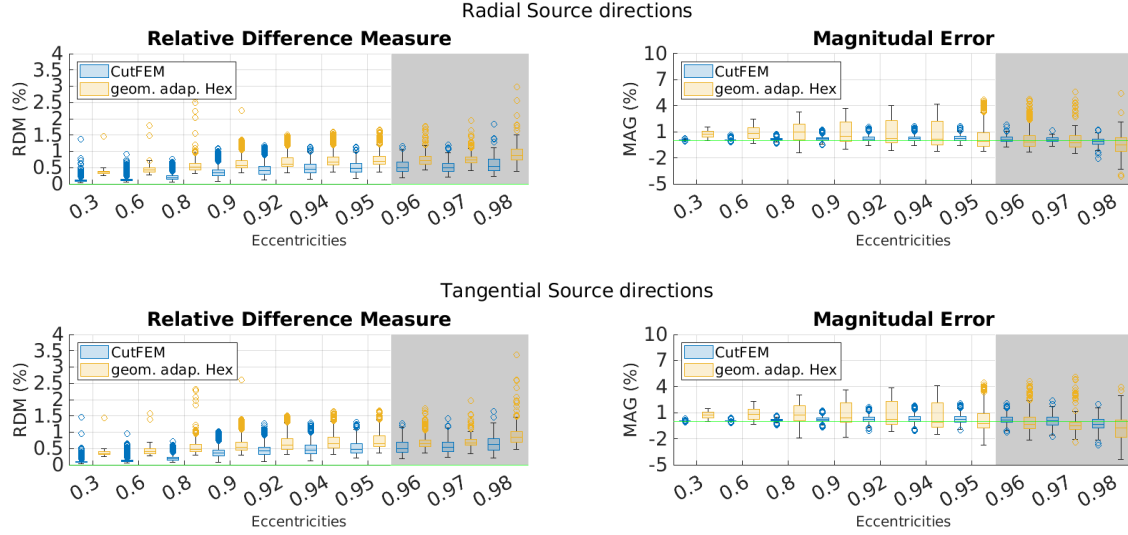 Radial Source directions
Relative Difference Measure
RDM (%)
4
3.5
3
2.5
2
1.5
1
0.5
0
CutFEM
geom. adap. Hex
0.3 0.6 0.8 0.9 0.92 0.94 0.95 0.96 0.97 0.98
Eccentricities
Magnitudal Error
MAG (%)
10
7
4
1
-2
-5
CutFEM
geom. adap. Hex
0.3 0.6 0.8 0.9 0.92 0.94 0.95 0.96 0.97 0.98
Eccentricities
Tangential Source directions
Relative Difference Measure
RDM (%)
4
3.5
3
2.5
2
1.5
1
0.5
0
CutFEM
geom. adap. Hex
0.3 0.6 0.8 0.9 0.92 0.94 0.95 0.96 0.97 0.98
Eccentricities
Magnitudal Error
MAG (%)
10
7
4
1
-2
-5
CutFEM
geom. adap. Hex
0.3 0.6 0.8 0.9 0.92 0.94 0.95 0.96 0.97 0.98
Eccentricities